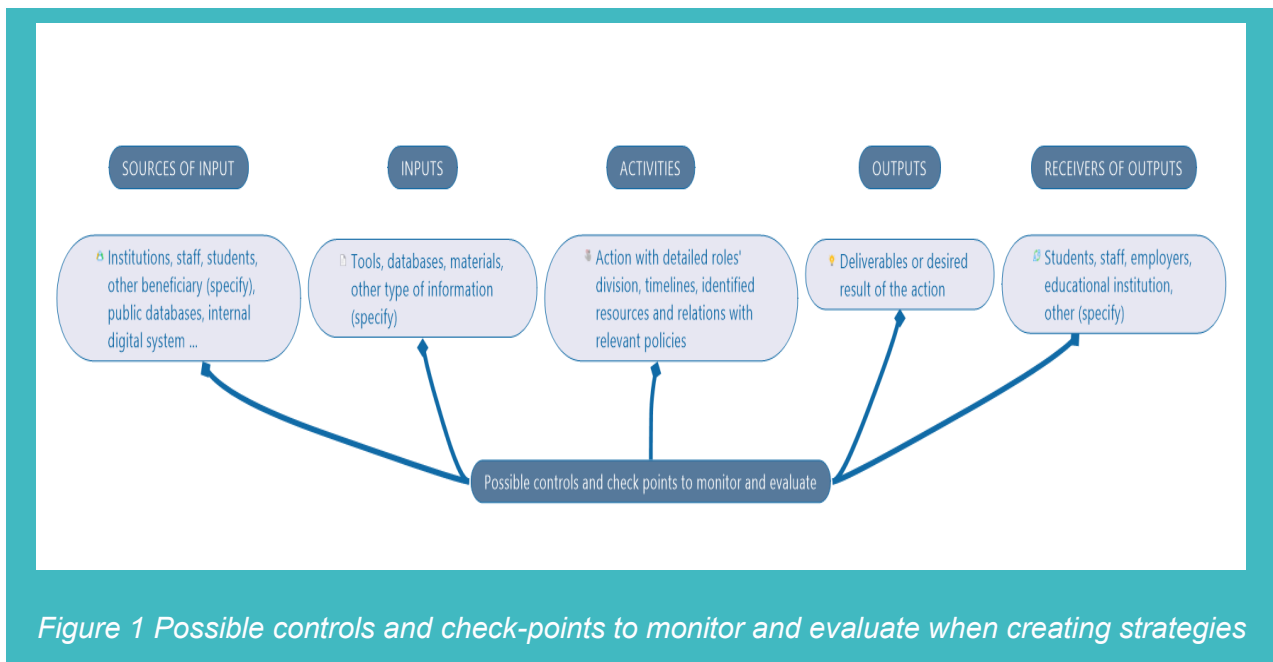 SOURCES OF INPUT
INPUTS
ACTIVITIES
OUTPUTS
RECEIVERS OF OUTPUTS
Institutions, staff, students,
other beneficiary (specify),
public databases, internal
digital system ...
Tools, databases, materials,
other type of information
(specify)
Action with detailed roles'
division, timelines, identified
resources and relations with
relevant policies
Deliverables or desired
result of the action
Students, staff, employers,
educational institution,
other (specify)
Possible controls and check points to monitor and evaluate
Figure 1 Possible controls and check-points to monitor and evaluate when creating strategies